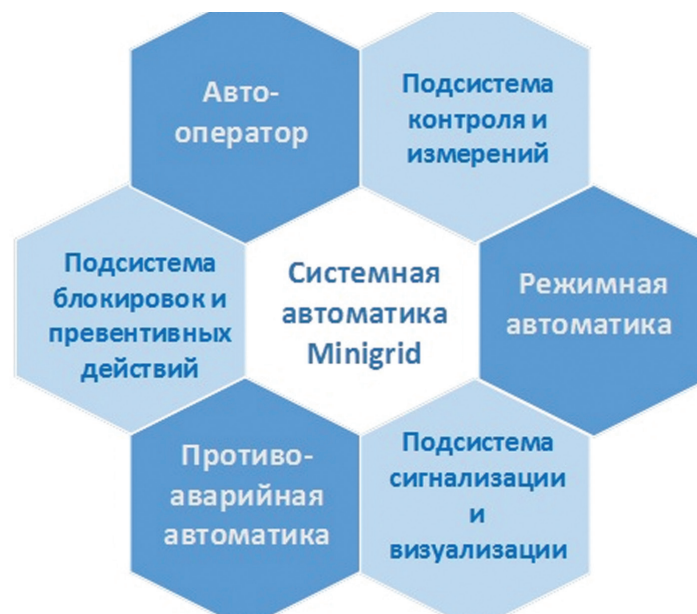 Авто-
оператор
Подсистема
контроля и
измерений
Подсистема
блокировок и
превентивных
действий
Системная
автоматика
Minigrid
Режимная
автоматика
Противо-
аварийная
автоматика
Подсистема
сигнализации
и
визуализации